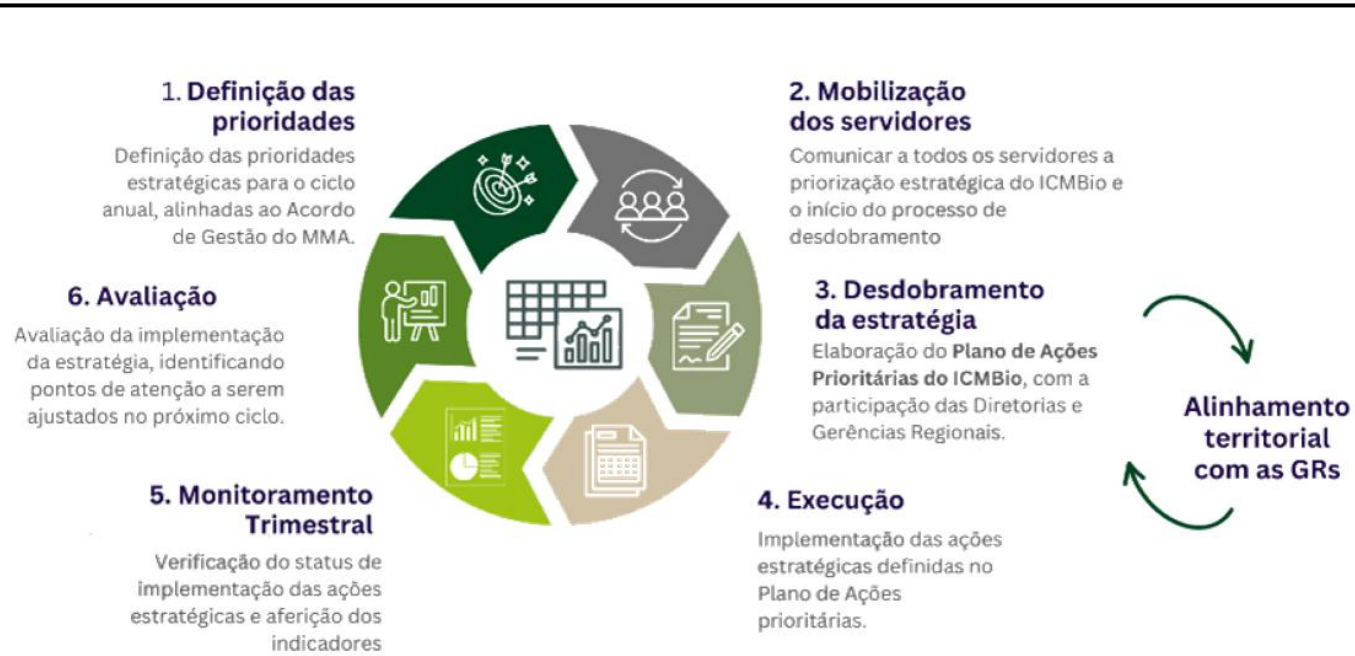 1. Definição das
prioridades
Definição das prioridades
estratégicas para o ciclo
anual, alinhadas ao Acordo
de Gestão do MMA.
2. Mobilização
dos servidores
Comunicar a todos os servidores a
priorização estratégica do ICMBio e
o início do processo de
desdobramento
3. Desdobramento
da estratégia
Elaboração do Plano de Ações
Prioritárias do ICMBio, com a
participação das Diretorias e
Gerências Regionais.
Alinhamento
territorial
com as GRs
4. Execução
Implementação das ações
estratégicas definidas no
Plano de Ações
prioritárias.
5. Monitoramento
Trimestral
Verificação do status de
implementação das ações
estratégicas e aferição dos
indicadores
6. Avaliação
Avaliação da implementação
da estratégia, identificando
pontos de atenção a serem
ajustados no próximo ciclo.